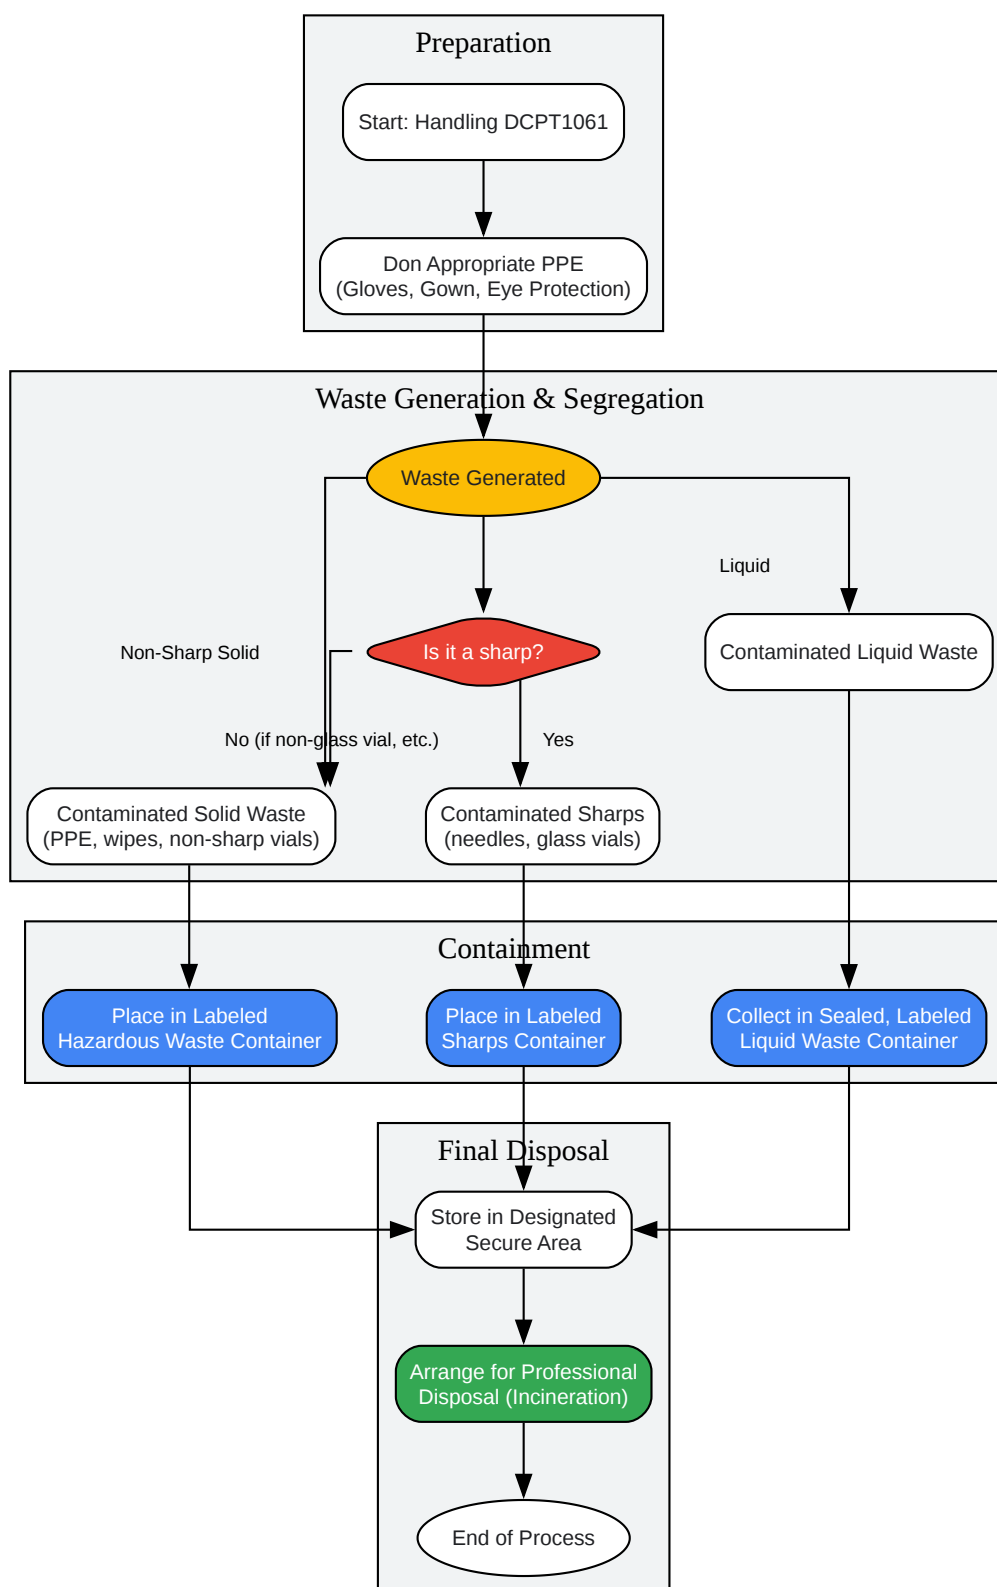 Preparation
Start: Handling DCPT1061
Don Appropriate PPE
(Gloves, Gown, Eye Protection)
Waste Generation & Segregation
Waste Generated
Liquid
Non-Sharp Solid
Is it a sharp?
Contaminated Liquid Waste
No (if non-glass vial, etc.)
Yes
Contaminated Solid Waste
(PPE, wipes, non-sharp vials)
Contaminated Sharps
(needles, glass vials)
Containment
Place in Labeled
Hazardous Waste Container
Place in Labeled
Sharps Container
Collect in Sealed, Labeled
Liquid Waste Container
Final Disposal
Store in Designated
Secure Area
Arrange for Professional
Disposal (Incineration)
End of Process